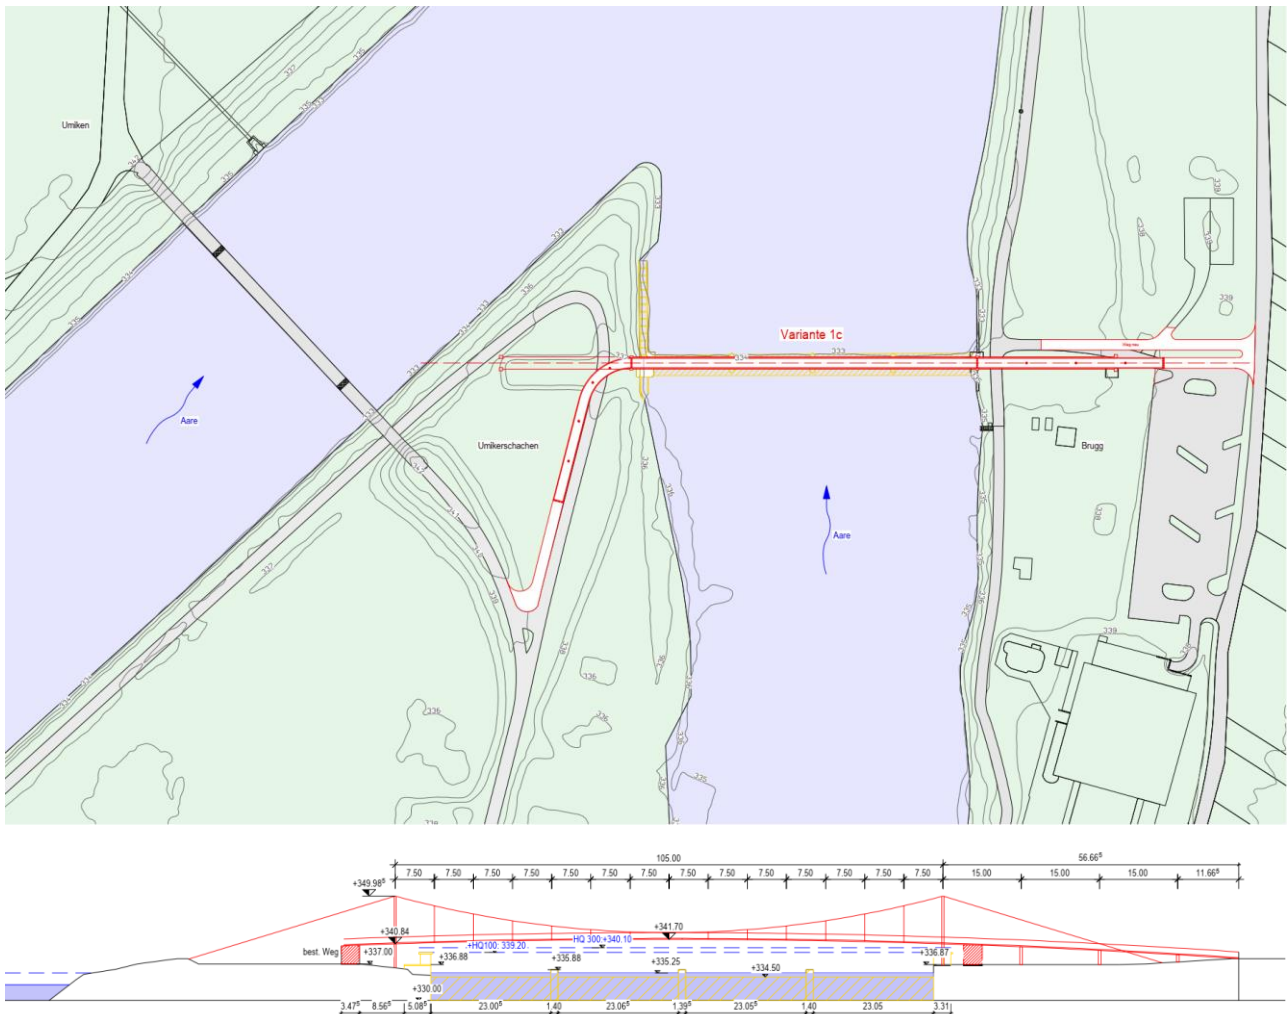 Umiken
Variante 1c
Umikerschachen
Brugg
Aare
Aare
105.00
56.66⁵
7.50 7.50 7.50 7.50 7.50 7.50 7.50 7.50 7.50 7.50 7.50 7.50 7.50 7.50
15.00 15.00 15.00 11.66⁵
+349.98⁵
+340.84
+341.70
HQ 300:+340.10
+HQ100: 339.20
best. Weg
+337.00
+336.88
+335.88
+335.25
+334.50
+336.87
+330.00
3.47⁵ 8.56⁵ 5.08⁵ 23.00⁵ 1.40 23.06⁵ 1.39⁵ 23.05⁵ 1.40 23.05 3.31